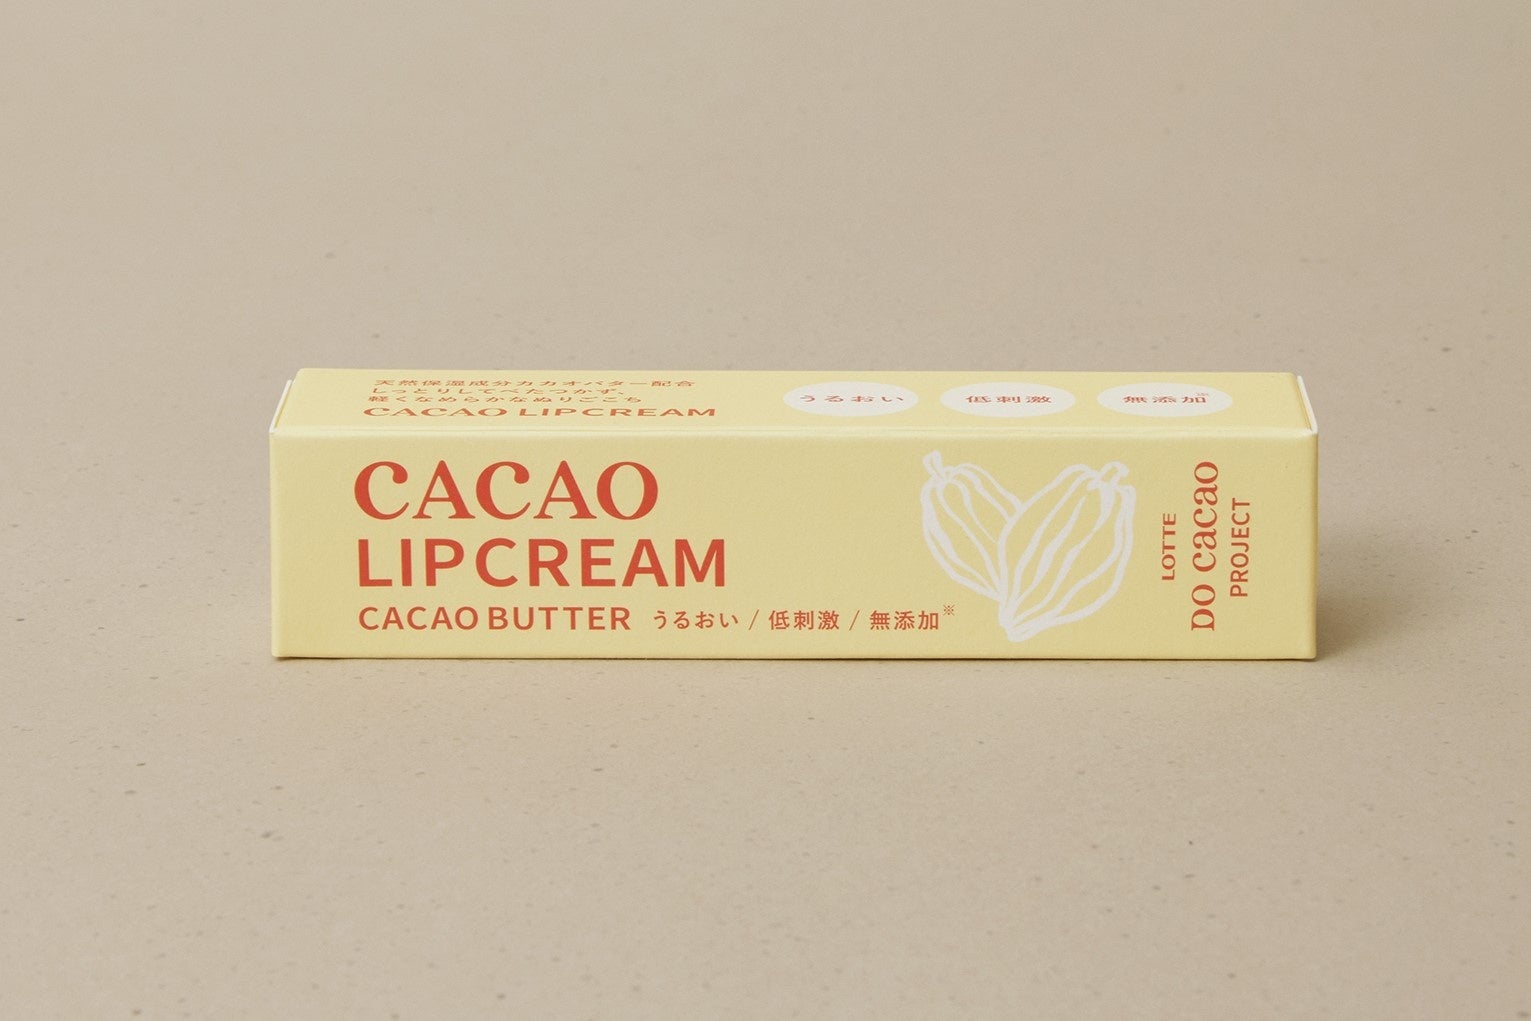 天然保湿成分カカオバター配合
しっとりしてべたつかず、
軽くなめらかなぬりごこち
CACAO LIPCREAM
うるおい
低刺激
無添加※
CACAO
LIPCREAM
CACAO BUTTER うるおい / 低刺激 / 無添加※
LOTTE
DO cacao
PROJECT